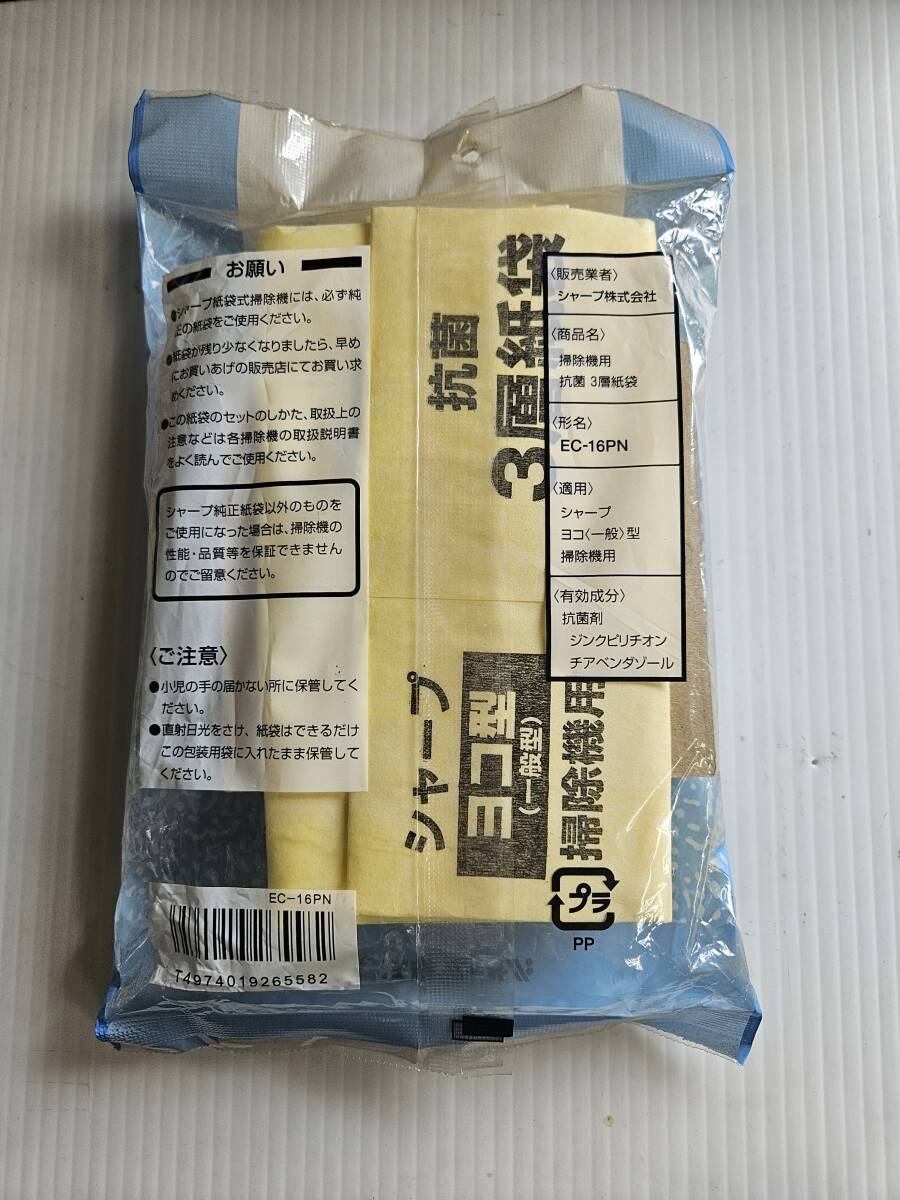 お願い
●シャープ紙袋式掃除機には、必ず純
正の紙袋をご使用ください。
●紙袋が残り少なくなりましたら、早め
にお買いあげの販売店にてお買い求
めください。
●この紙袋のセットのしかた、取扱上の
注意などは各掃除機の取扱説明書
をよく読んでご使用ください。
シャープ純正紙袋以外のものを
ご使用になった場合は、掃除機の
性能・品質等を保証できません
のでご留意ください。
〈ご注意〉
●小児の手の届かない所に保管してく
ださい。
●直射日光をさけ、紙袋はできるだけ
この包装用袋に入れたまま保管して
ください。
EC-16PN
T4974019265582
抗菌
3層紙袋
シャープ
ヨコ型
(一般型)
掃除機用
〈販売業者〉
シャープ株式会社
〈商品名〉
掃除機用
抗菌 3層紙袋
〈形名〉
EC-16PN
〈適用〉
シャープ
ヨコ〈一般〉型
掃除機用
〈有効成分〉
抗菌剤
ジンクピリチオン
チアベンダゾール
プラ
PP